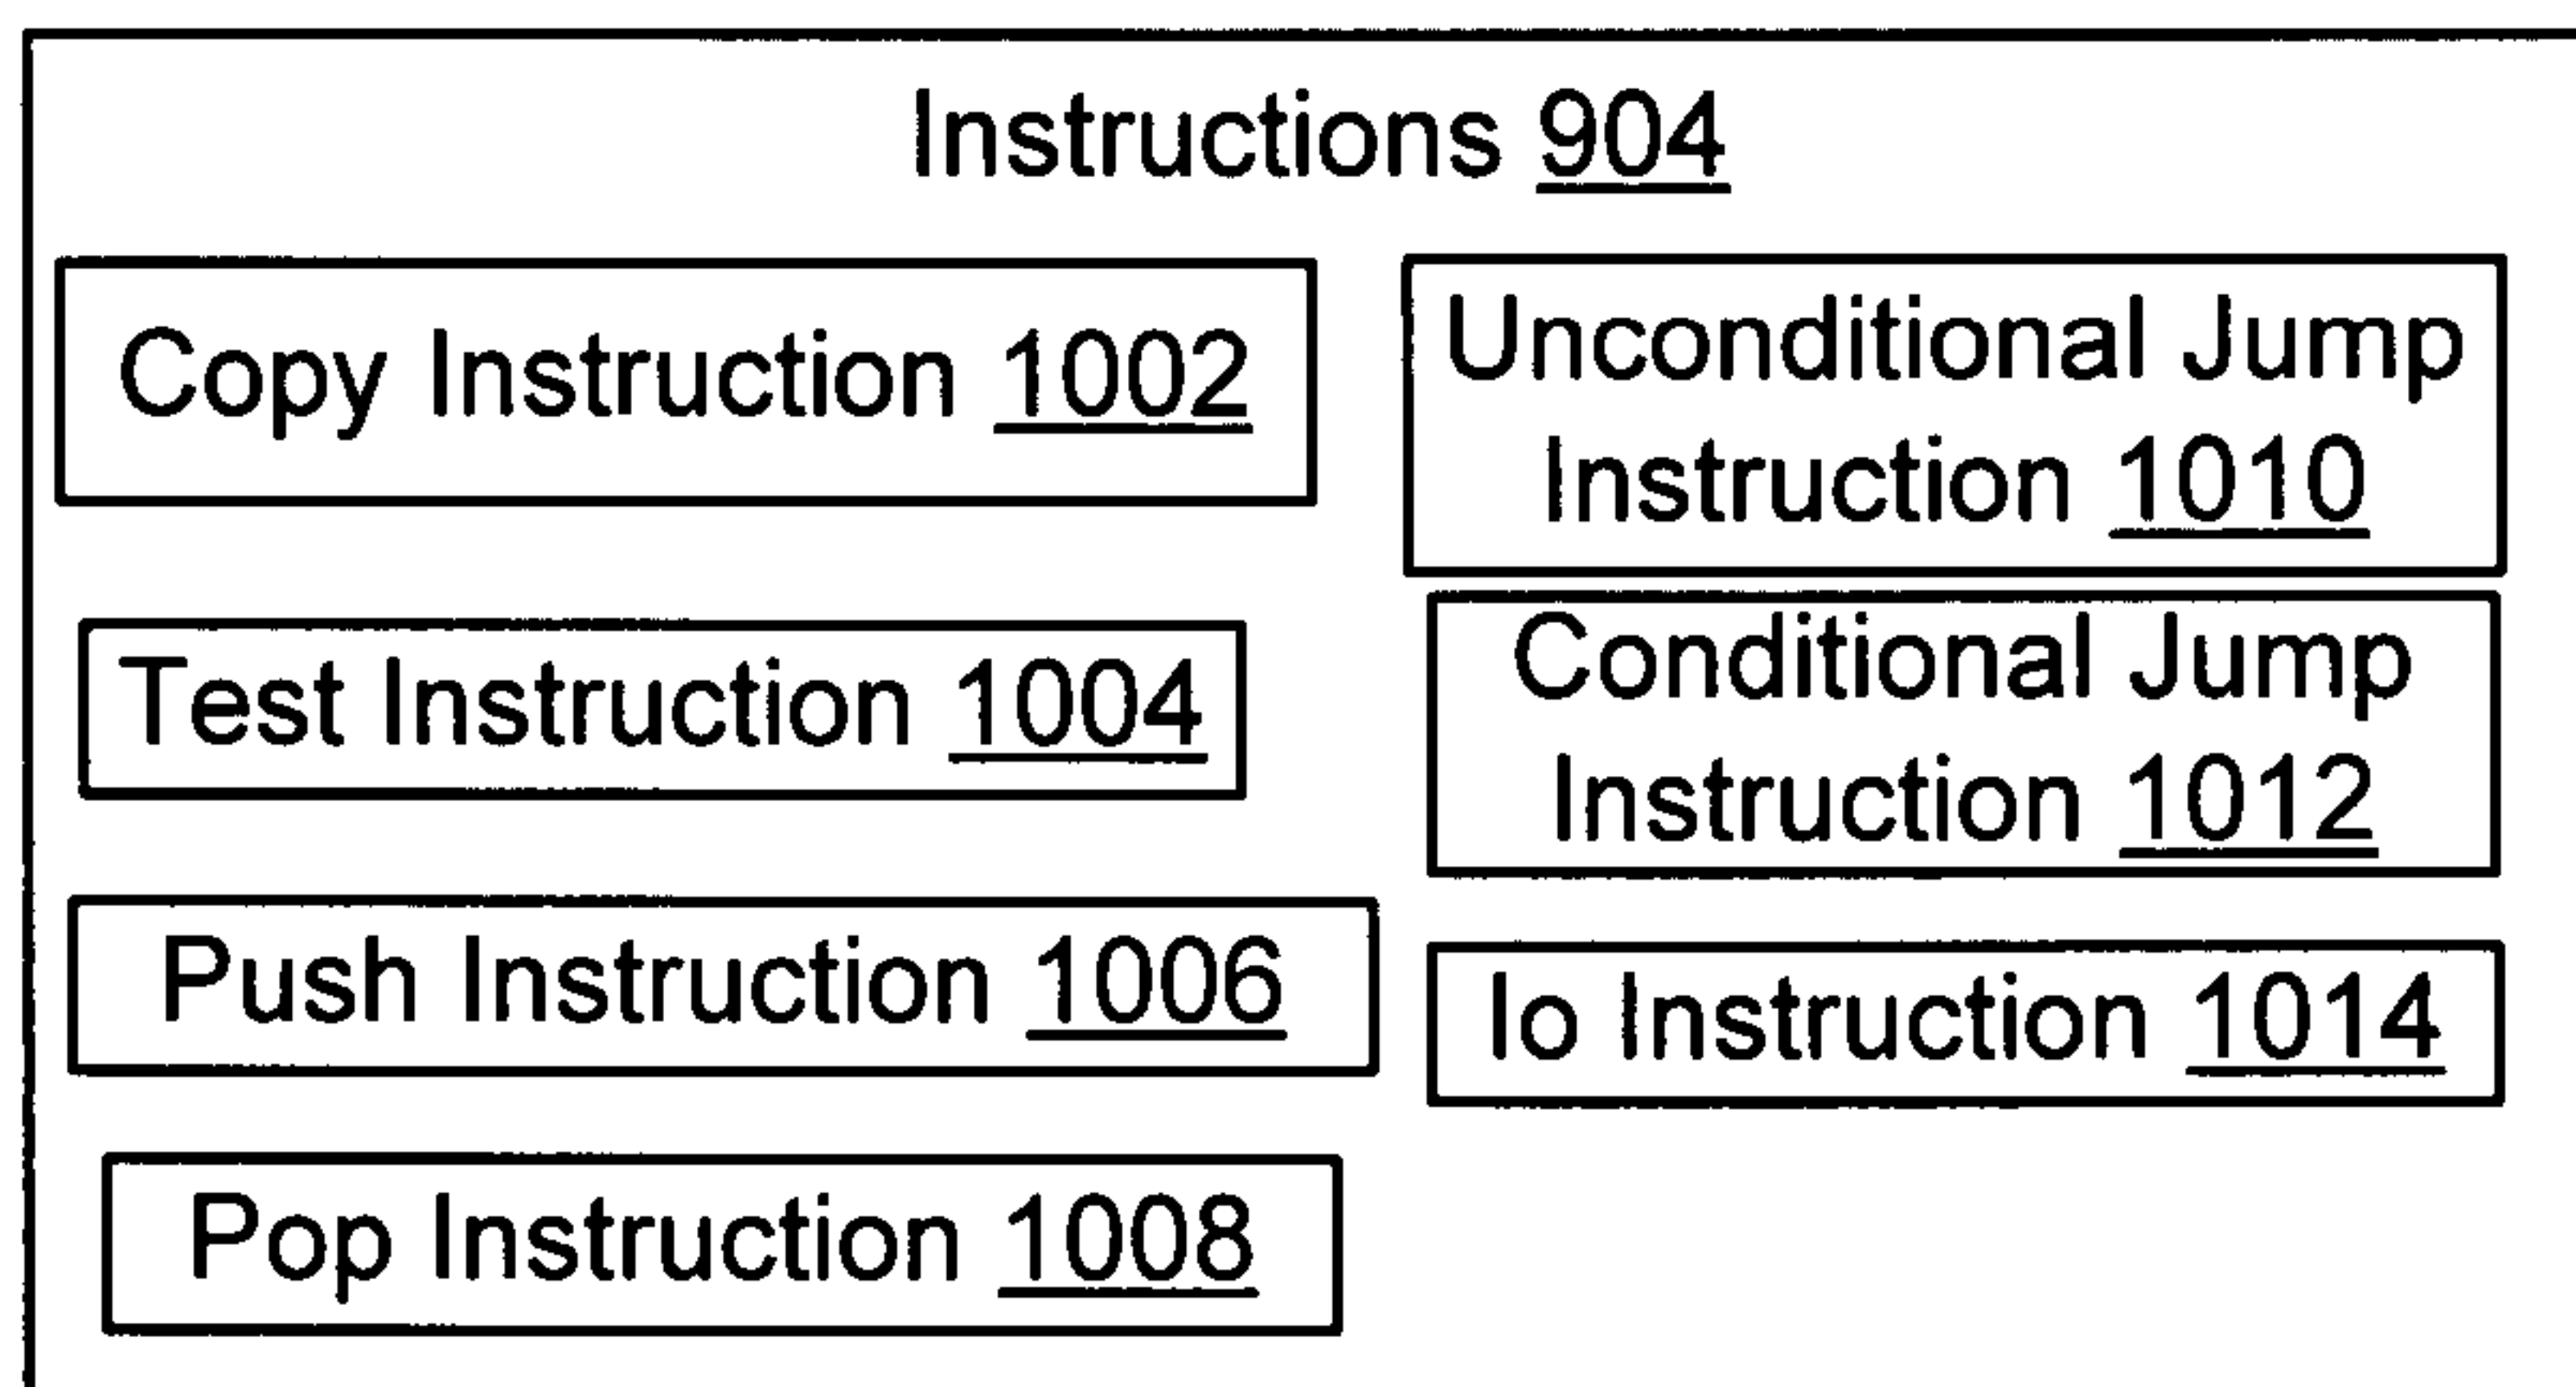 Instructions 904
Copy Instruction 1002
Test Instruction 1004
Push Instruction 1006
Pop Instruction 1008
Unconditional Jump
Instruction 1010
Conditional Jump
Instruction 1012
Io Instruction 1014